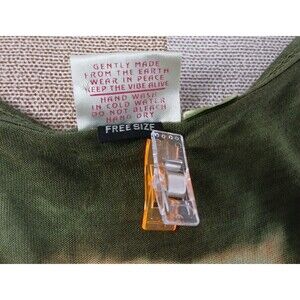 GENTLY MADE
FROM THE EARTH
WEAR IN PEACE
KEEP THE VIBE ALIVE
HAND WASH
IN COLD WATER
DO NOT BLEACH
HANG DRY
FREE SIZE